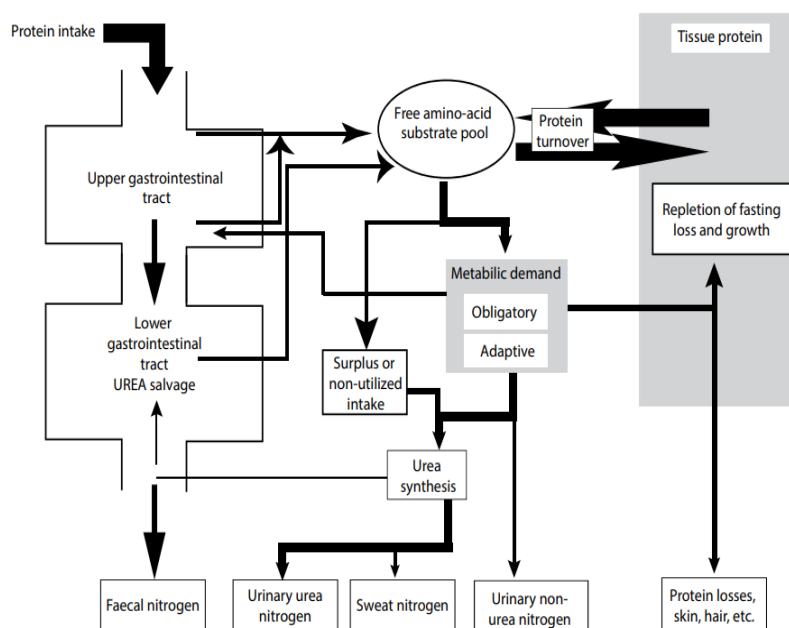 Protein intake
Tissue protein
Free amino-acid
substrate pool
Protein
turnover
Upper gastrointestinal
tract
Repletion of fasting
loss and growth
Metabilic demand
Obligatory
Adaptive
Lower
gastrointestinal
tract
UREA salvage
Surplus or
non-utilized
intake
Urea
synthesis
Faecal nitrogen
Urinary urea
nitrogen
Sweat nitrogen
Urinary non-
urea nitrogen
Protein losses,
skin, hair, etc.